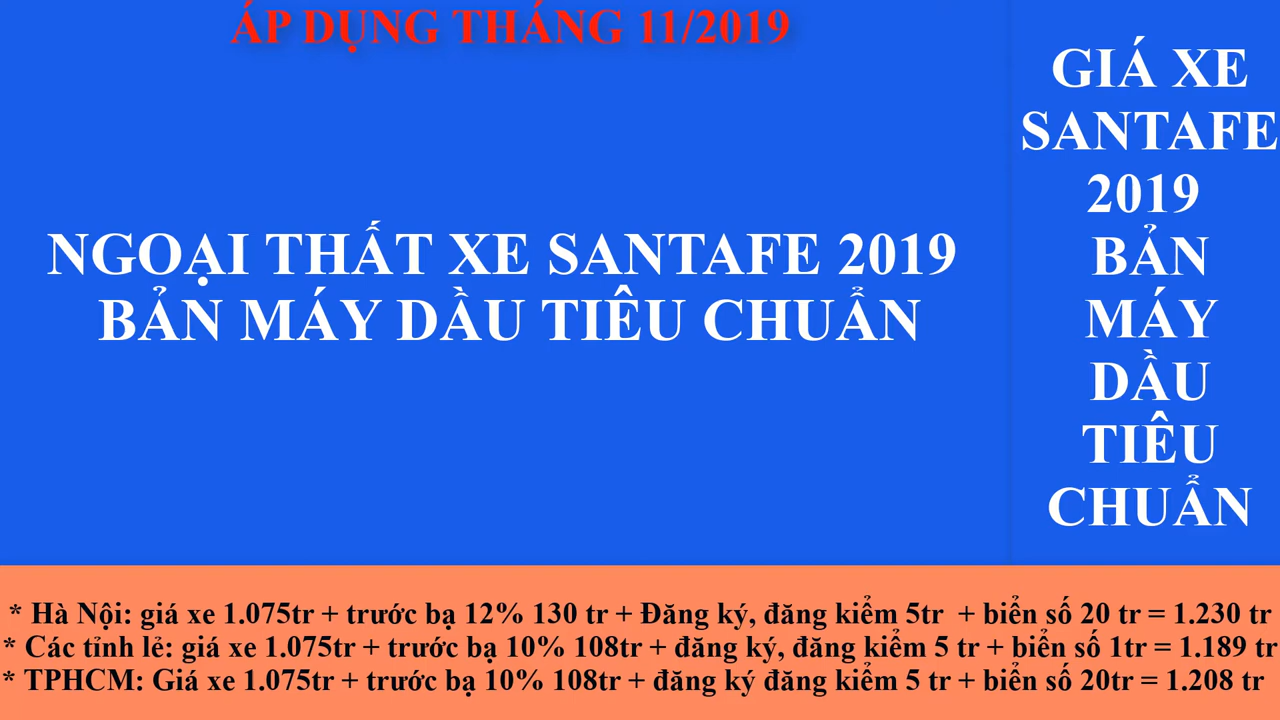 ÁP DỤNG THÁNG 11/2019
NGOẠI THẤT XE SANTAFE 2019
BẢN MÁY DẦU TIÊU CHUẨN
GIÁ XE
SANTAFE
2019
BẢN
MÁY
DẦU
TIÊU
CHUẨN
* Hà Nội: giá xe 1.075tr + trước bạ 12% 130 tr + Đăng ký, đăng kiểm 5tr + biển số 20 tr = 1.230 tr
* Các tỉnh lẻ: giá xe 1.075tr + trước bạ 10% 108tr + đăng ký, đăng kiểm 5 tr + biển số 1tr = 1.189 tr
* TPHCM: Giá xe 1.075tr + trước bạ 10% 108tr + đăng ký đăng kiểm 5 tr + biển số 20tr = 1.208 tr